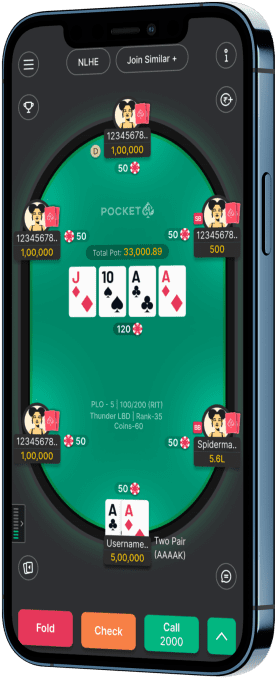 NLHE
Join Similar +
12345678..
D
1,00,000
50
POCKET
12345678..
1,00,000
50
50
SB
12345678..
500
Total Pot: 33,000.89
J
10
A
A
120
PLO - 5 | 100/200 (RIT)
Thunder LBD | Rank-35
Coins-60
12345678..
1,00,000
50
50
BB
Spiderma..
5.6L
50
A
A
Username..
5,00,000
Two Pair
(AAAAK)
Fold
Check
Call
2000